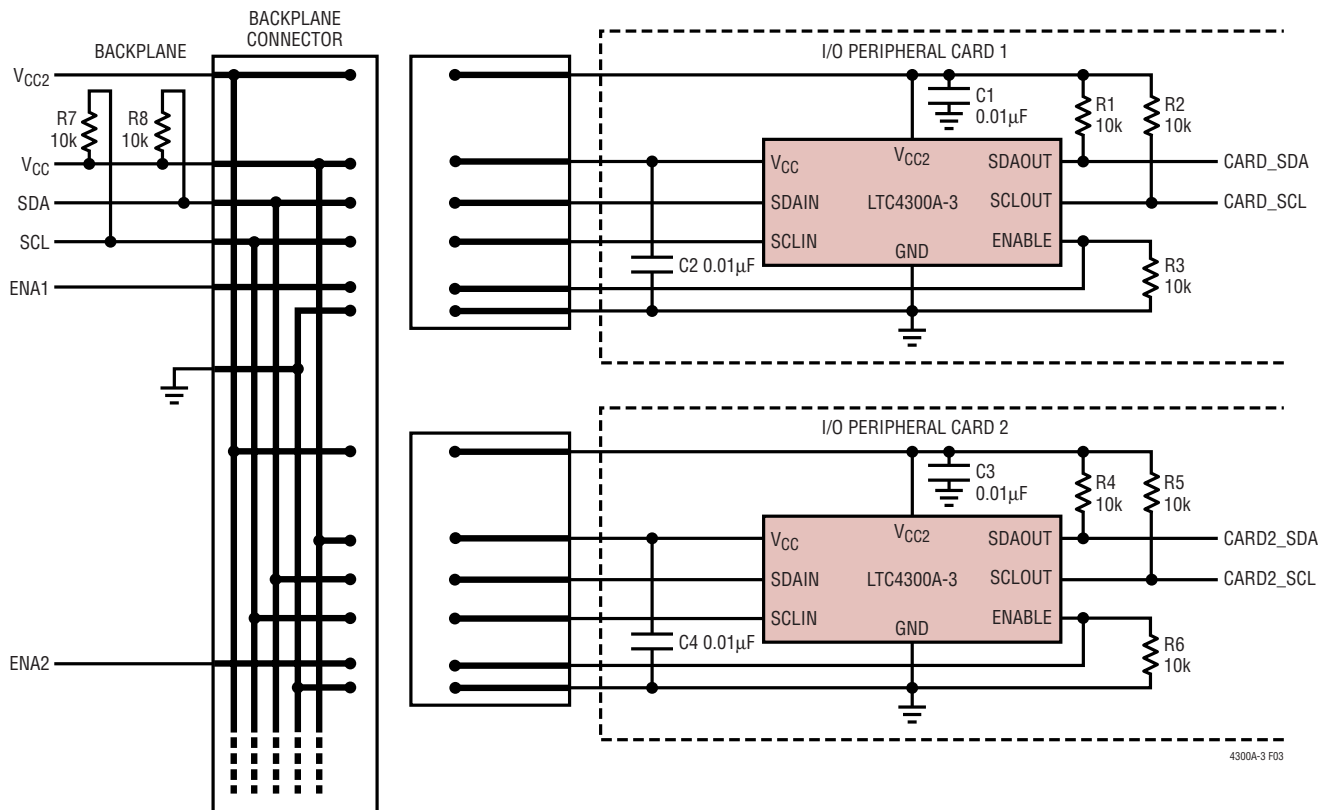 BACKPLANE
CONNECTOR
BACKPLANE
VCC2
R7
10k
R8
10k
VCC
SDA
SCL
ENA1
ENA2
I/O PERIPHERAL CARD 1
C1
0.01µF
R1
10k
R2
10k
VCC
VCC2
SDAOUT
CARD_SDA
SDAIN
LTC4300A-3
SCLOUT
CARD_SCL
SCLIN
GND
ENABLE
C2 0.01µF
R3
10k
I/O PERIPHERAL CARD 2
C3
0.01µF
R4
10k
R5
10k
VCC
VCC2
SDAOUT
CARD2_SDA
SDAIN
LTC4300A-3
SCLOUT
CARD2_SCL
SCLIN
GND
ENABLE
C4 0.01µF
R6
10k
4300A-3 F03